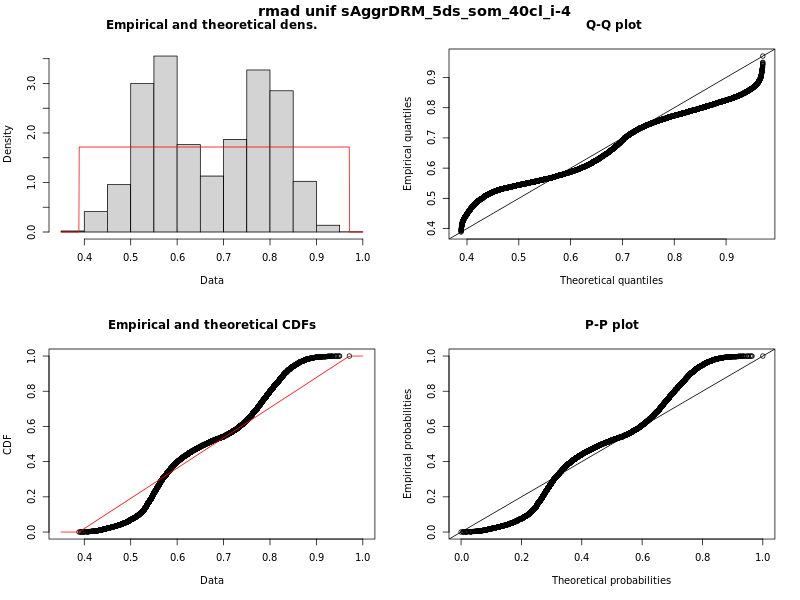 rmad unif sAggrDRM_5ds_som_40cl_i-4
Empirical and theoretical dens.
Density
0.0 1.0 2.0 3.0
0.4 0.5 0.6 0.7 0.8 0.9 1.0
Data
Q-Q plot
Empirical quantiles
0.4 0.5 0.6 0.7 0.8 0.9
0.4 0.5 0.6 0.7 0.8 0.9
Theoretical quantiles
Empirical and theoretical CDFs
CDF
0.0 0.2 0.4 0.6 0.8 1.0
0.4 0.5 0.6 0.7 0.8 0.9 1.0
Data
P-P plot
Empirical probabilities
0.0 0.2 0.4 0.6 0.8 1.0
0.0 0.2 0.4 0.6 0.8 1.0
Theoretical probabilities